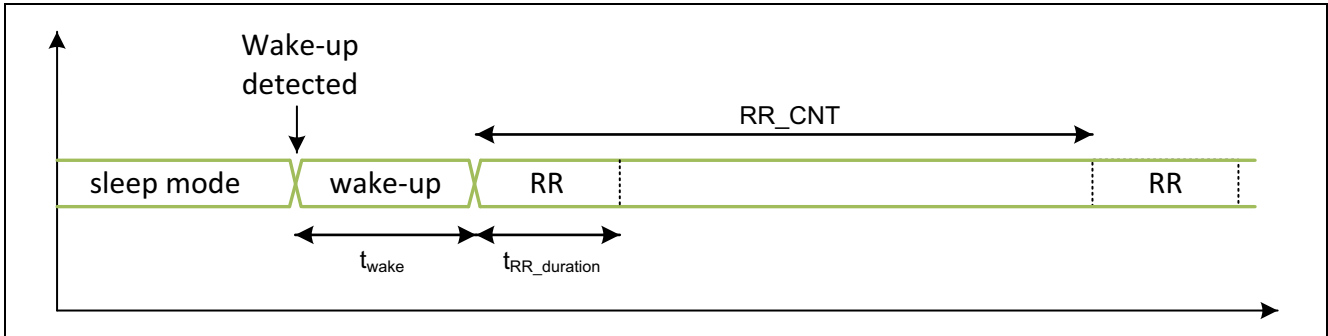 Wake-up
detected
RR_CNT
sleep mode
wake-up
RR
RR
twake
tRR_duration